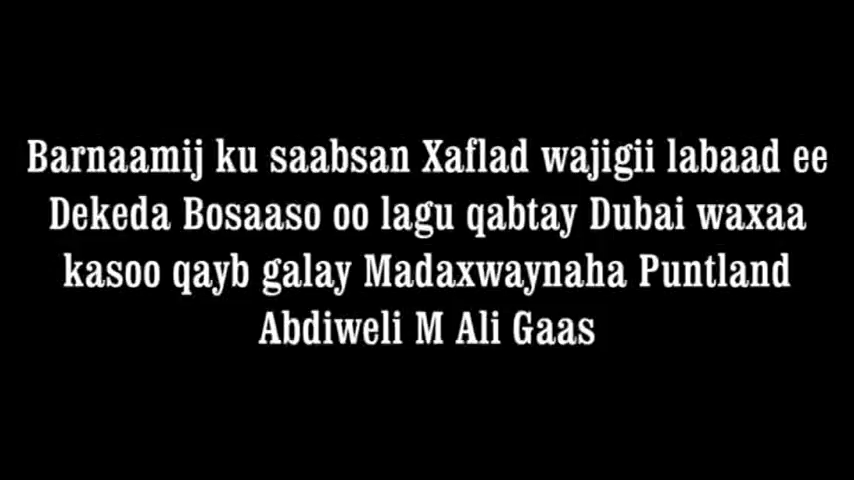 Barnaamij ku saabsan Xaflad wajigii labaad ee
Dekeda Bosaaso oo lagu qabtay Dubai waxaa
kasoo qayb galay Madaxwaynaha Puntland
Abdiweli M Ali Gaas